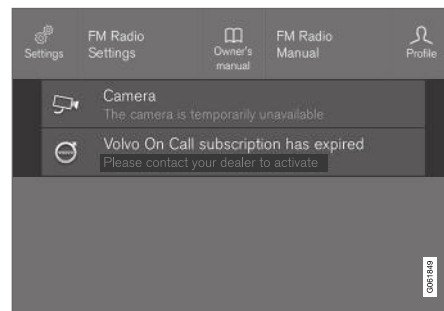 Settings
FM Radio
Settings
Owner's
manual
FM Radio
Manual
Profile
Camera
The camera is temporarily unavailable
Volvo On Call subscription has expired
Please contact your dealer to activate
G061849